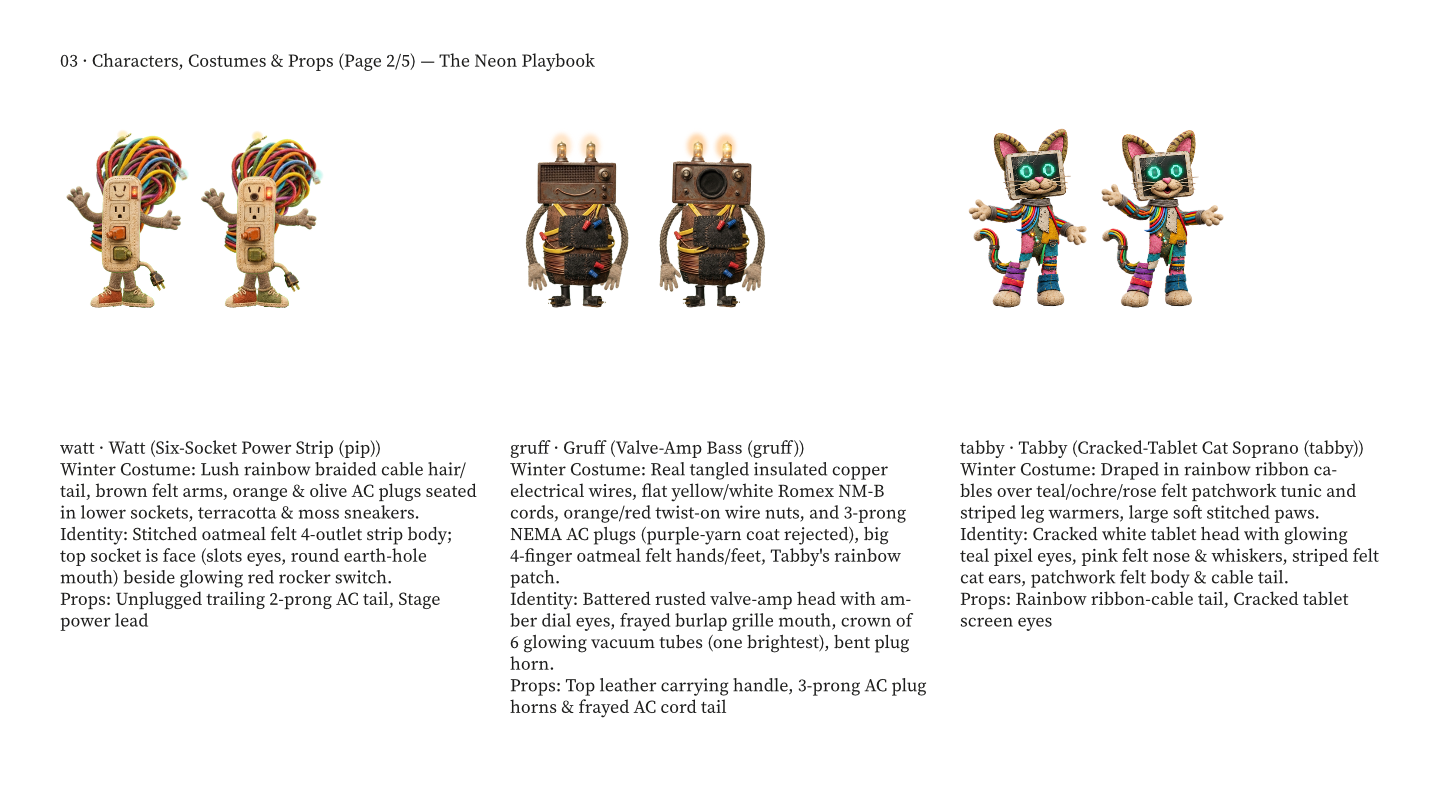 03 · Characters, Costumes & Props (Page 2/5) — The Neon Playbook
watt · Watt (Six-Socket Power Strip (pip))
Winter Costume: Lush rainbow braided cable hair/
tail, brown felt arms, orange & olive AC plugs seated
in lower sockets, terracotta & moss sneakers.
Identity: Stitched oatmeal felt 4-outlet strip body;
top socket is face (slots eyes, round earth-hole
mouth) beside glowing red rocker switch.
Props: Unplugged trailing 2-prong AC tail, Stage
power lead
gruff · Gruff (Valve-Amp Bass (gruff))
Winter Costume: Real tangled insulated copper
electrical wires, flat yellow/white Romex NM-B
cords, orange/red twist-on wire nuts, and 3-prong
NEMA AC plugs (purple-yarn coat rejected), big
4-finger oatmeal felt hands/feet, Tabby's rainbow
patch.
Identity: Battered rusted valve-amp head with am-
ber dial eyes, frayed burlap grille mouth, crown of
6 glowing vacuum tubes (one brightest), bent plug
horn.
Props: Top leather carrying handle, 3-prong AC plug
horns & frayed AC cord tail
tabby · Tabby (Cracked-Tablet Cat Soprano (tabby))
Winter Costume: Draped in rainbow ribbon ca-
bles over teal/ochre/rose felt patchwork tunic and
striped leg warmers, large soft stitched paws.
Identity: Cracked white tablet head with glowing
teal pixel eyes, pink felt nose & whiskers, striped felt
cat ears, patchwork felt body & cable tail.
Props: Rainbow ribbon-cable tail, Cracked tablet
screen eyes